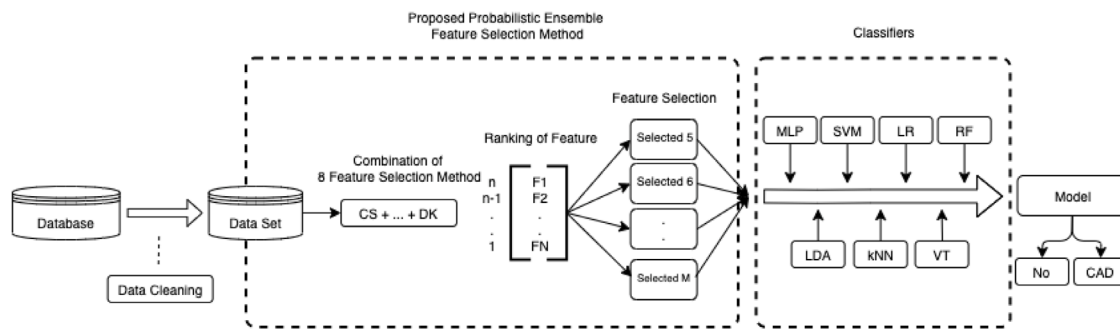 Proposed Probabilistic Ensemble
Feature Selection Method
Classifiers
Feature Selection
Ranking of Feature
Combination of
8 Feature Selection Method
Database
Data Cleaning
Data Set
CS + ... + DK
n
F1
n-1
F2
.
.
.
.
1
FN
Selected 5
Selected 6
.
.
Selected M
MLP
SVM
LR
RF
LDA
kNN
VT
Model
No
CAD